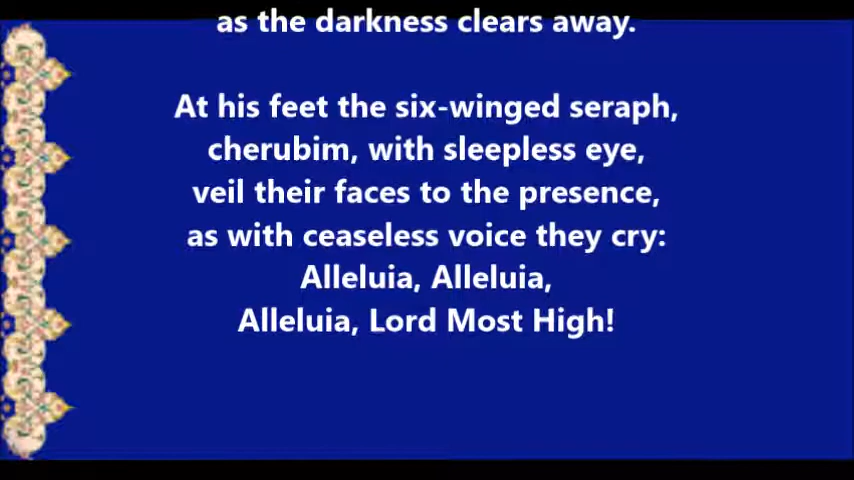 as the darkness clears away.
At his feet the six-winged seraph,
cherubim, with sleepless eye,
veil their faces to the presence,
as with ceaseless voice they cry:
Alleluia, Alleluia,
Alleluia, Lord Most High!